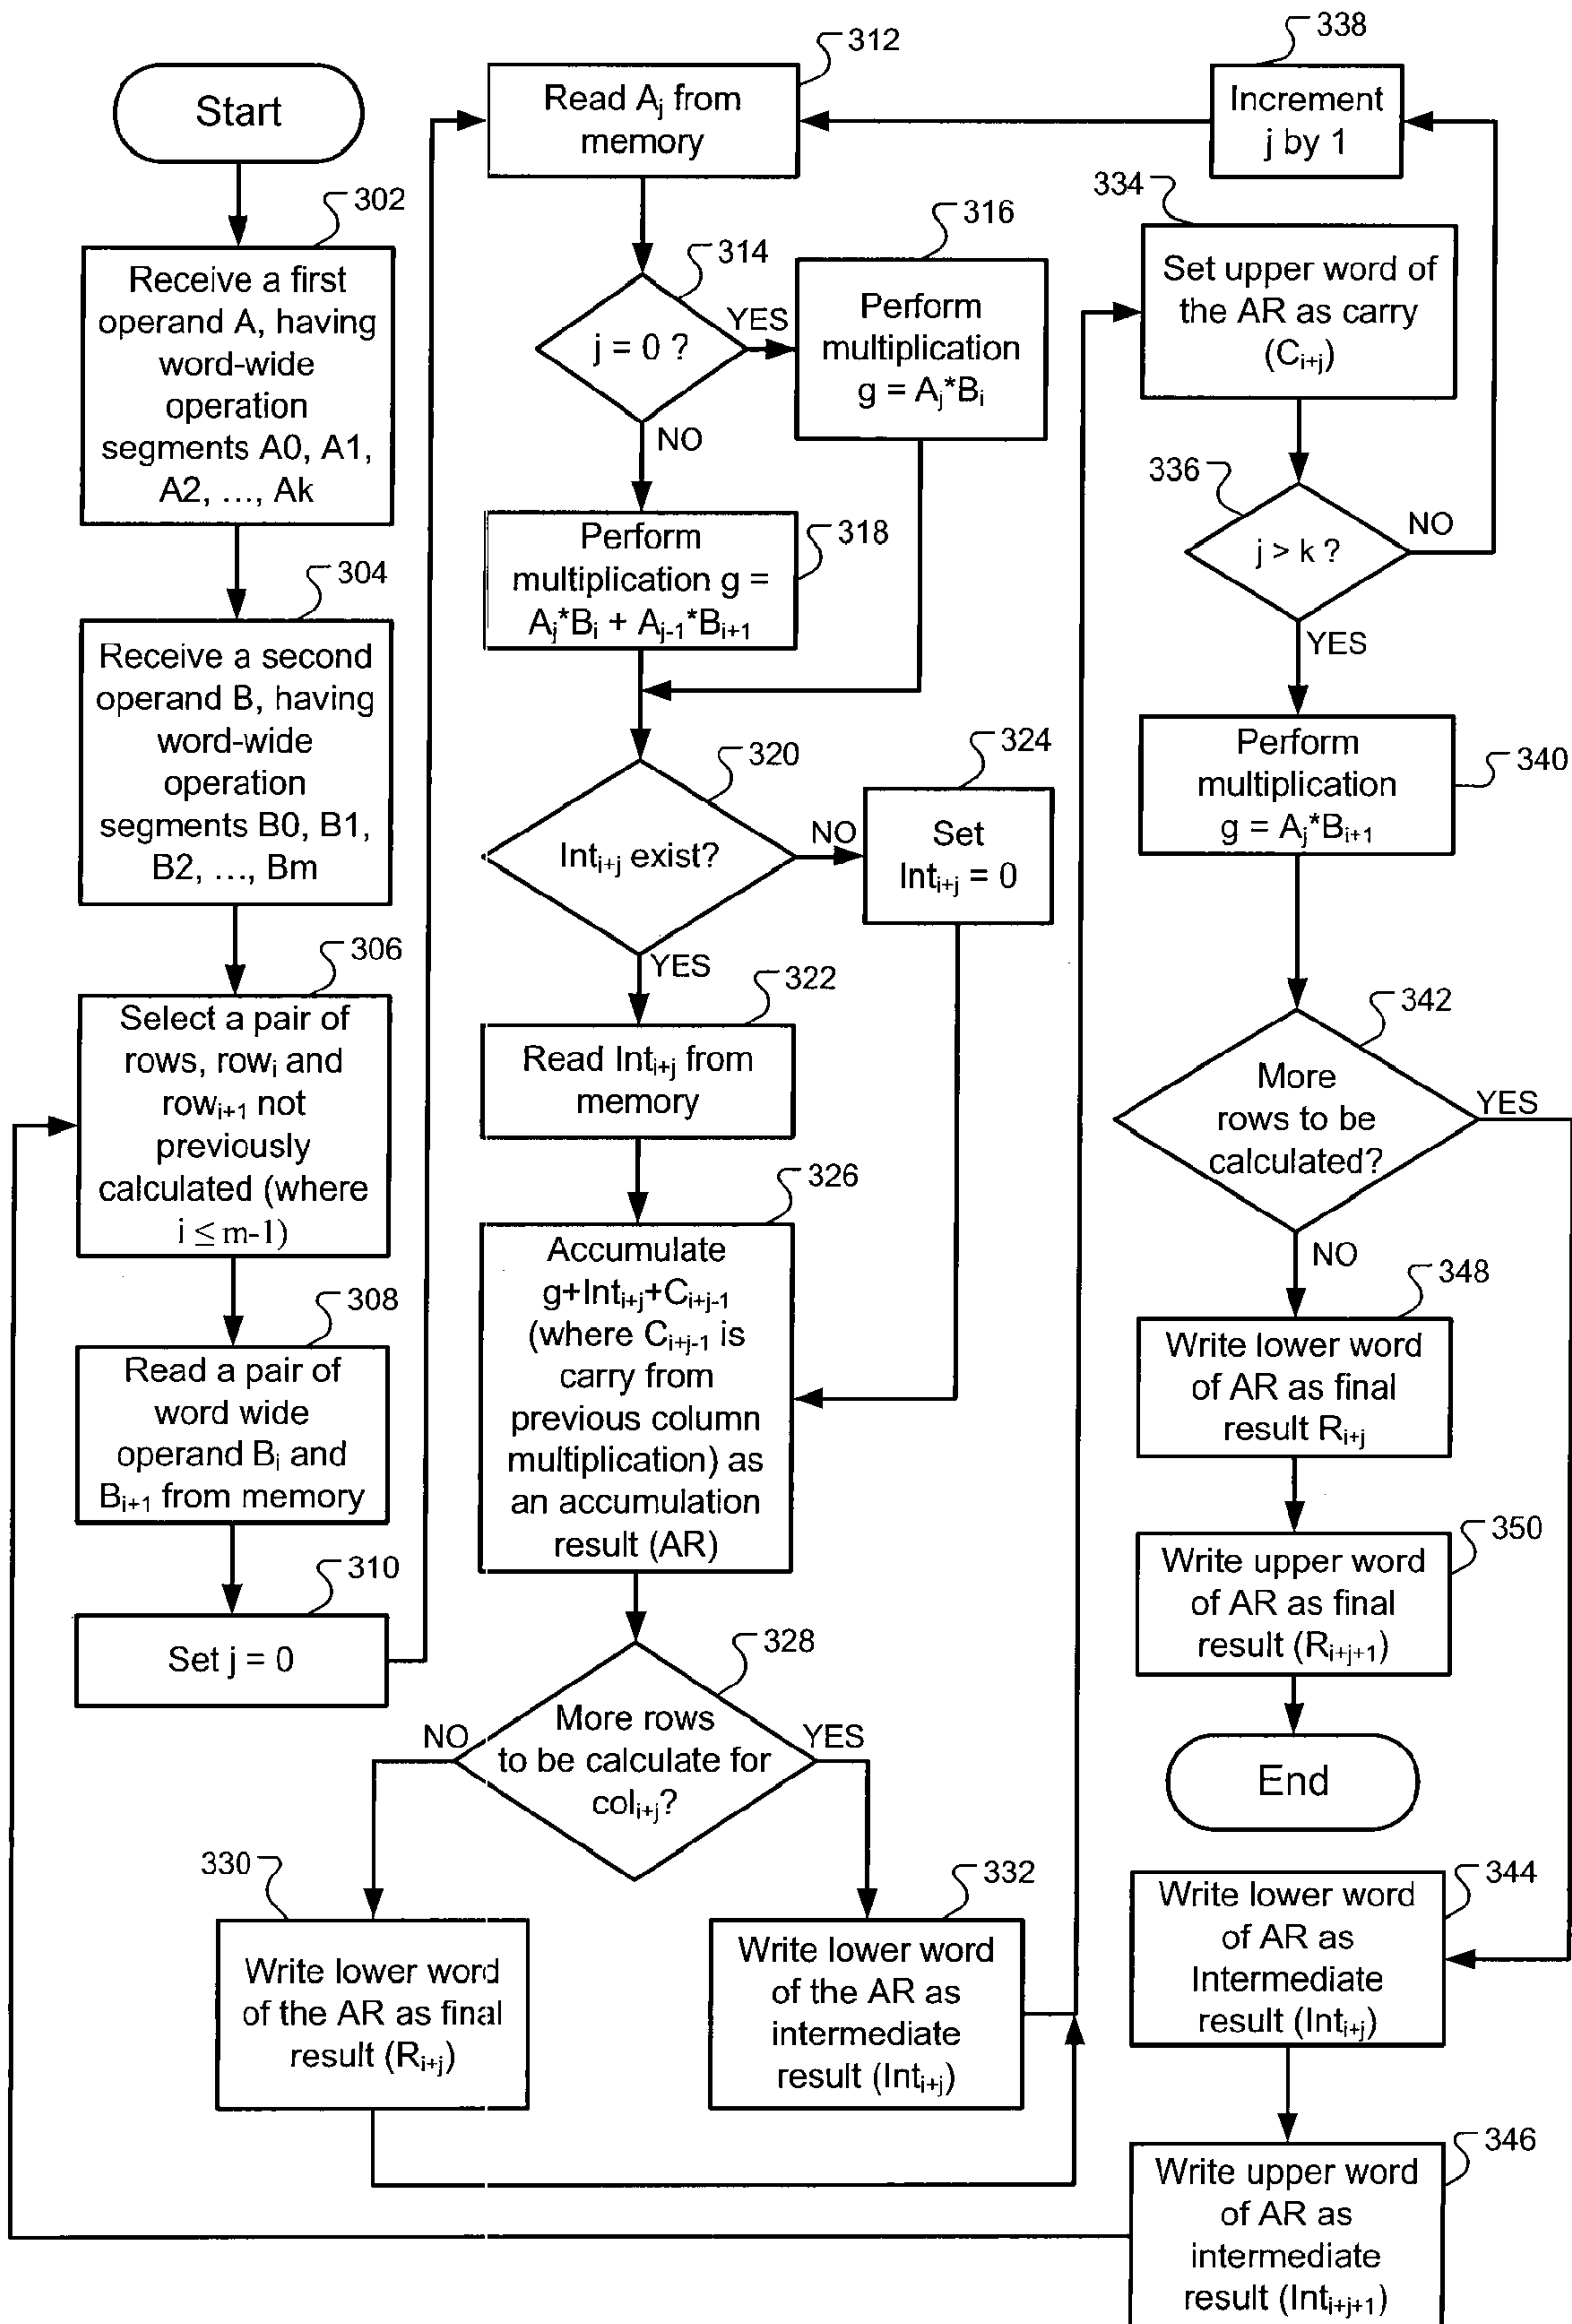 Start
302
Receive a first
operand A, having
word-wide
operation
segments A0, A1,
A2, ..., Ak
304
Receive a second
operand B, having
word-wide
operation
segments B0, B1,
B2, ..., Bm
306
Select a pair of
rows, rowᵢ and
rowᵢ₊₁ not
previously
calculated (where
i ≤ m-1)
308
Read a pair of
word wide
operand Bᵢ and
Bᵢ₊₁ from memory
310
Set j = 0
312
Read Aⱼ from
memory
314
j = 0 ?
YES
NO
316
Perform
multiplication
g = Aⱼ*Bᵢ
318
Perform
multiplication g =
Aⱼ*Bᵢ + Aⱼ₋₁*Bᵢ₊₁
320
Intᵢ₊ⱼ exist?
NO
YES
324
Set
Intᵢ₊ⱼ = 0
322
Read Intᵢ₊ⱼ from
memory
326
Accumulate
g+Intᵢ₊ⱼ+Cᵢ₊ⱼ₋₁
(where Cᵢ₊ⱼ₋₁ is
carry from
previous column
multiplication) as
an accumulation
result (AR)
328
More rows
to be calculate for
colᵢ₊ⱼ?
NO
YES
330
Write lower word
of the AR as final
result (Rᵢ₊ⱼ)
332
Write lower word
of the AR as
intermediate
result (Intᵢ₊ⱼ)
338
Increment
j by 1
334
Set upper word of
the AR as carry
(Cᵢ₊ⱼ)
336
j > k ?
NO
YES
340
Perform
multiplication
g = Aⱼ*Bᵢ₊₁
342
More
rows to be
calculated?
YES
NO
348
Write lower word
of AR as final
result Rᵢ₊ⱼ
350
Write upper word
of AR as final
result (Rᵢ₊ⱼ₊₁)
End
344
Write lower word
of AR as
Intermediate
result (Intᵢ₊ⱼ)
346
Write upper word
of AR as
intermediate
result (Intᵢ₊ⱼ₊₁)